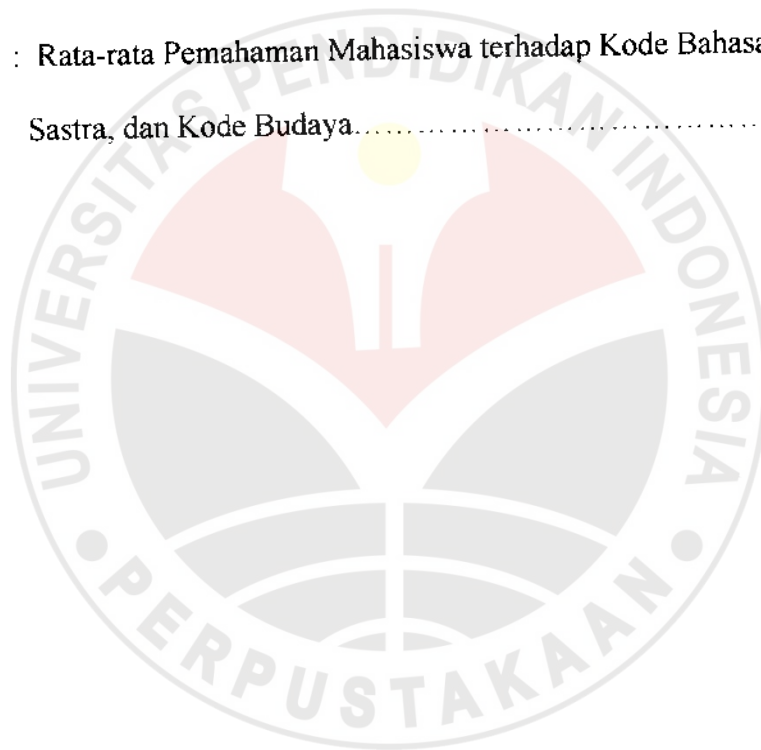 : Rata-rata Pemahaman Mahasiswa terhadap Kode Bahasa
Sastra, dan Kode Budaya.......................................
UNIVERSITAS PENDIDIKAN INDONESIA
PERPUSTAKAAN